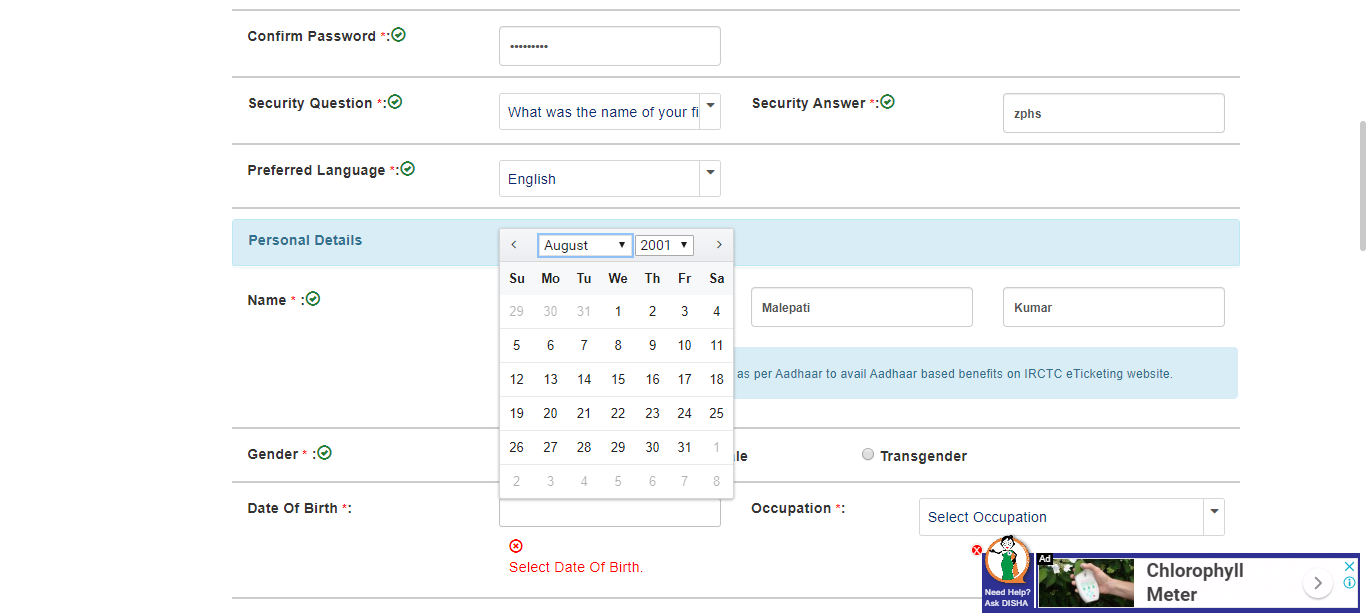 Confirm Password *:
•••••••••
Security Question *:
What was the name of your fi
Security Answer *:
zphs
Preferred Language *:
English
Personal Details
August 2001
Su Mo Tu We Th Fr Sa
29 30 31 1 2 3 4
5 6 7 8 9 10 11
12 13 14 15 16 17 18
19 20 21 22 23 24 25
26 27 28 29 30 31 1
2 3 4 5 6 7 8
Name * :
Malepati
Kumar
as per Aadhaar to avail Aadhaar based benefits on IRCTC eTicketing website.
Gender * :
le
Transgender
Date Of Birth *:
Occupation *:
Select Occupation
Select Date Of Birth.
Need Help?
Ask DISHA
Ad
Chlorophyll
Meter